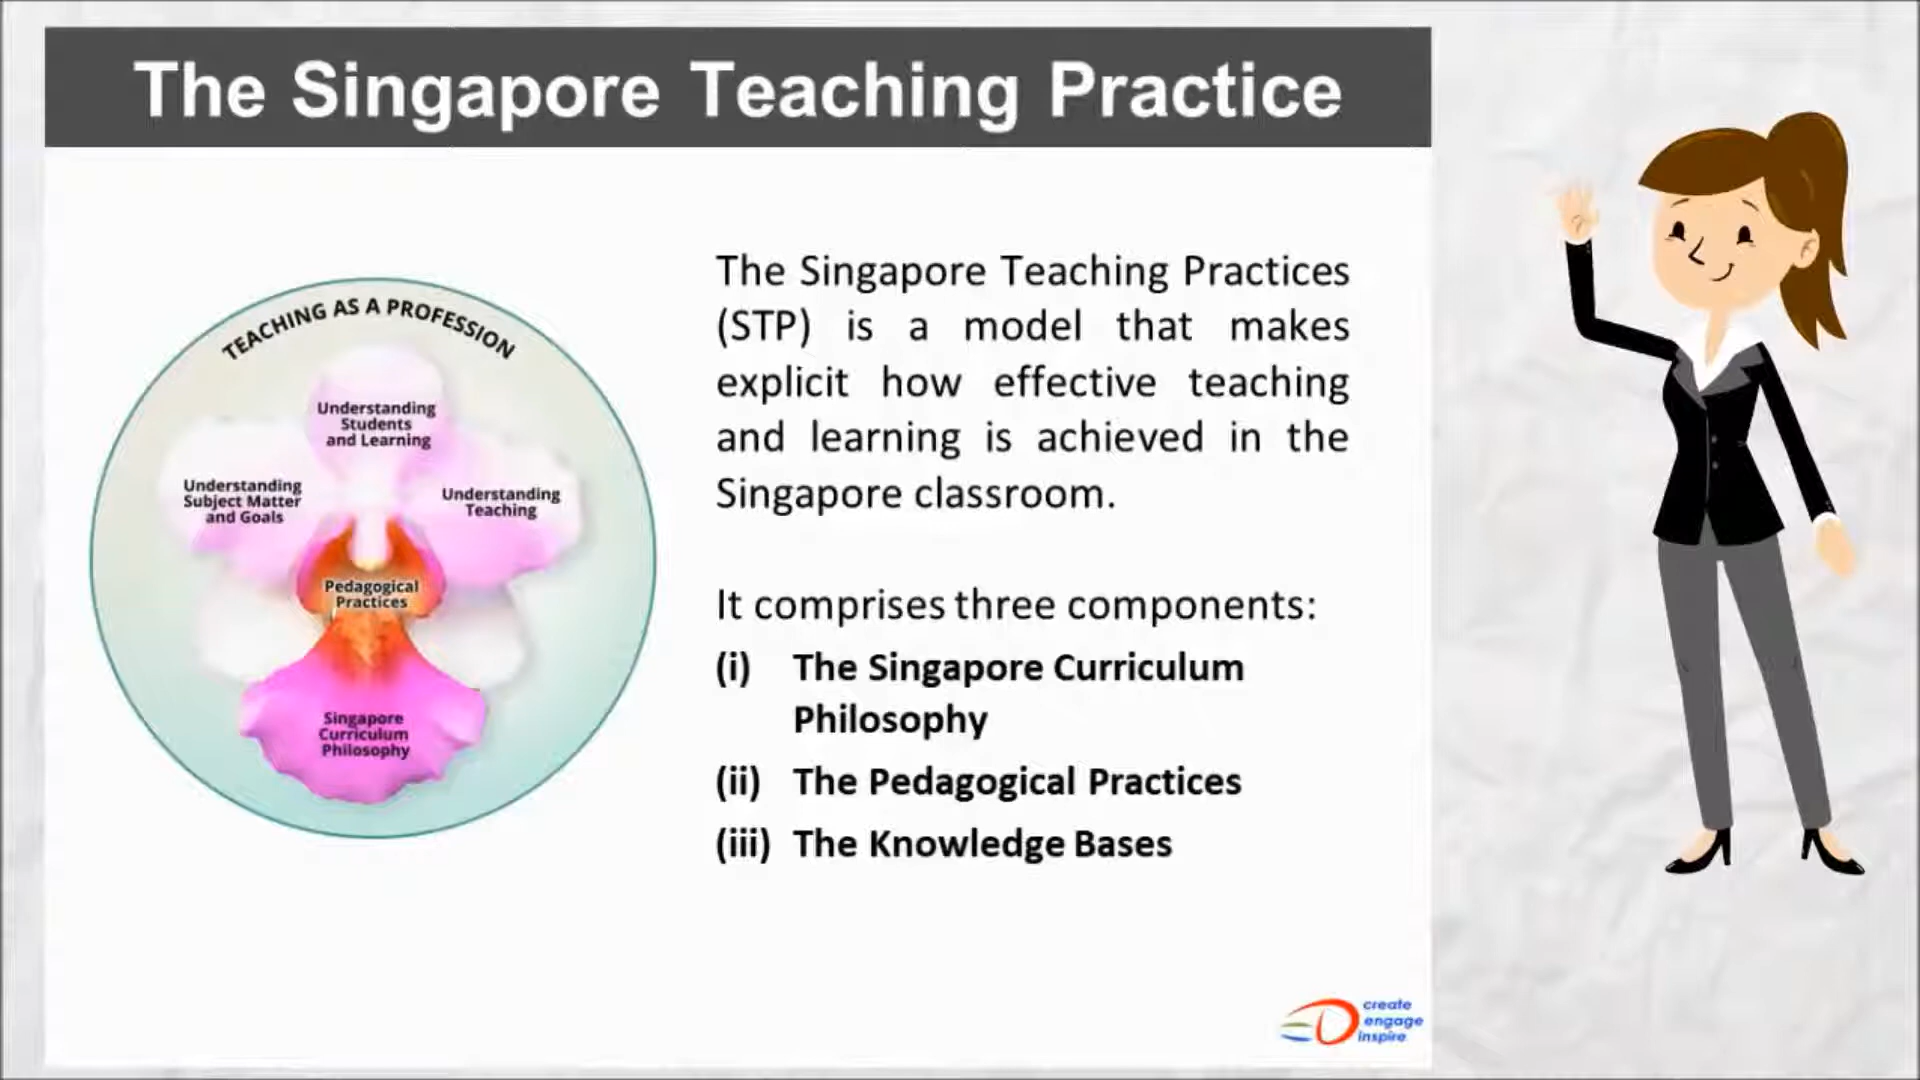 The Singapore Teaching Practice
TEACHING AS A PROFESSION
Understanding
Students
and Learning
Understanding
Subject Matter
and Goals
Understanding
Teaching
Pedagogical
Practices
Singapore
Curriculum
Philosophy
The Singapore Teaching Practices
(STP) is a model that makes
explicit how effective teaching
and learning is achieved in the
Singapore classroom.
It comprises three components:
(i) The Singapore Curriculum
Philosophy
(ii) The Pedagogical Practices
(iii) The Knowledge Bases
create
engage
inspire